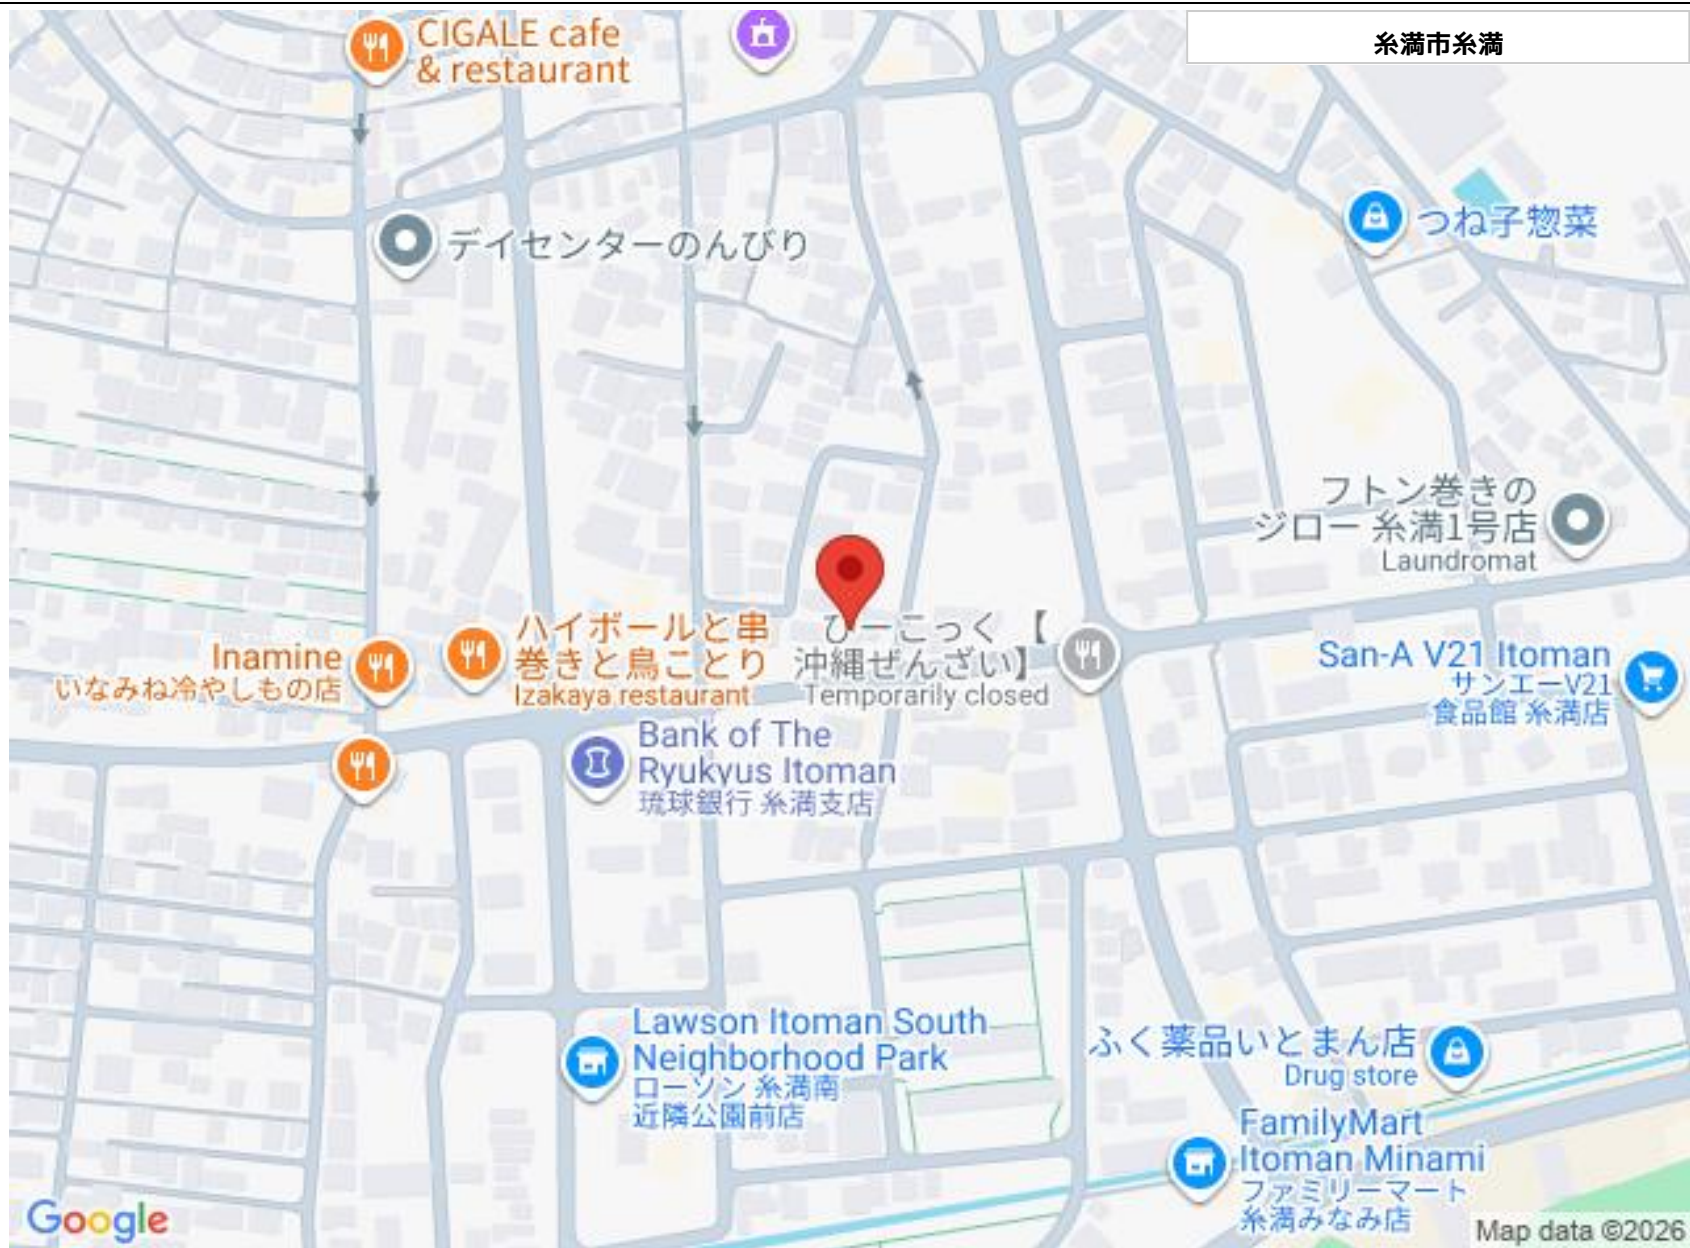 糸満市糸満
CIGALE cafe
& restaurant
デイセンターのんびり
つね子惣菜
フトン巻きの
ジロー 糸満1号店
Laundromat
ハイボールと串
巻きと鳥ことり
Izakaya restaurant
ぴーこっく【
沖縄ぜんざい】
Temporarily closed
Inamine
いなみね冷やしもの店
San-A V21 Itoman
サンエーV21
食品館 糸満店
Bank of The
Ryukyus Itoman
琉球銀行 糸満支店
Lawson Itoman South
Neighborhood Park
ローソン 糸満南
近隣公園前店
ふく薬品いとまん店
Drug store
FamilyMart
Itoman Minami
ファミリーマート
糸満みなみ店
Google
Map data ©2026